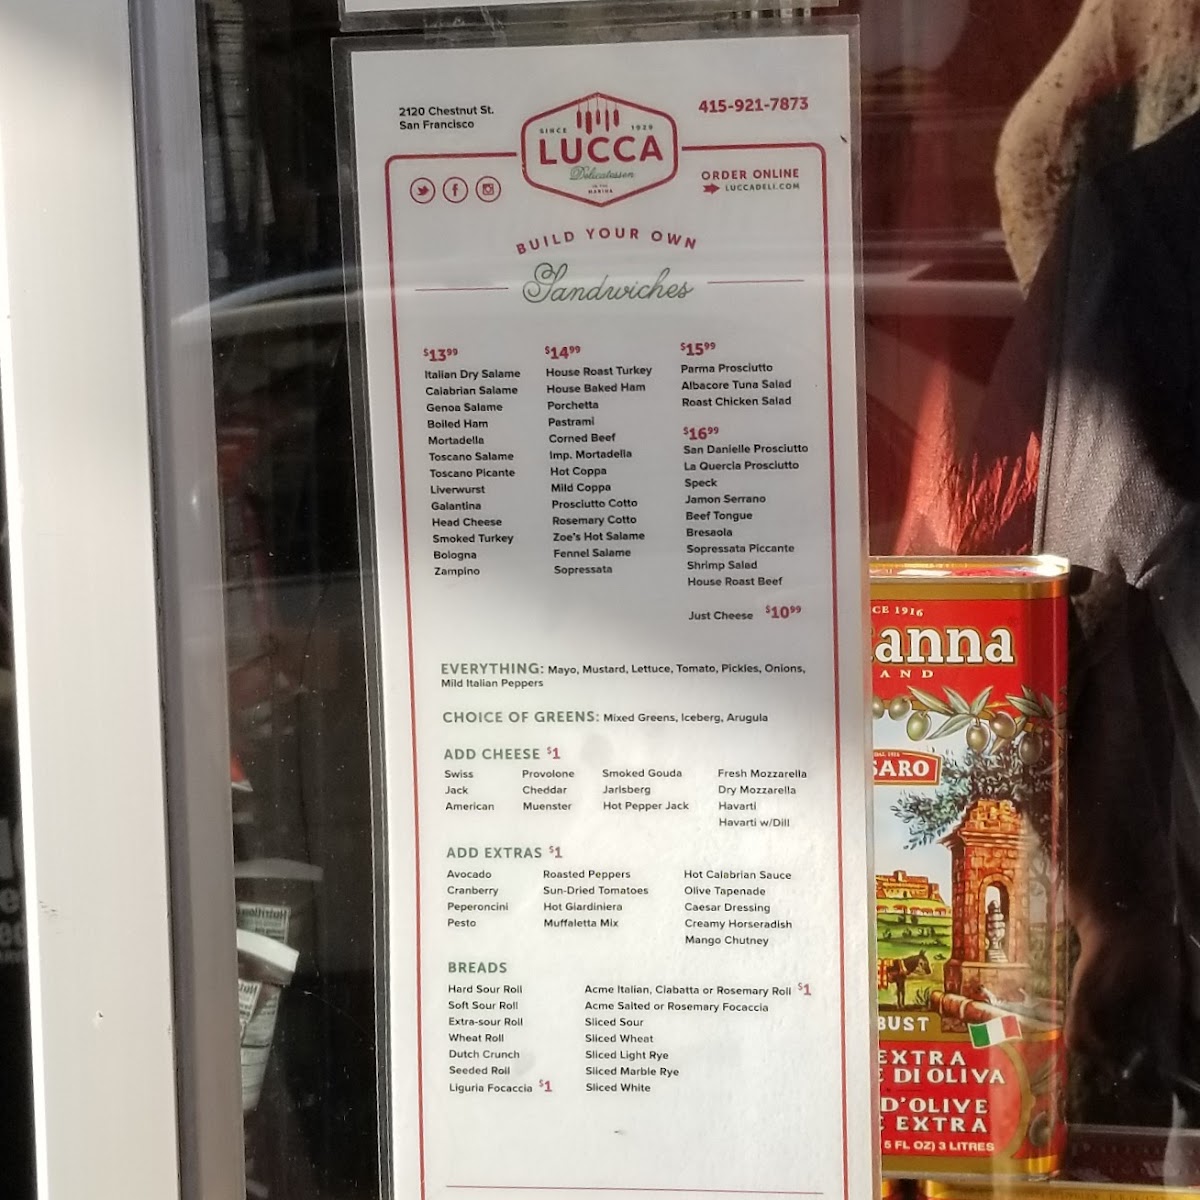 2120 Chestnut St.
San Francisco
SINCE 1929
LUCCA
Delicatessen
IN THE
MARINA
415-921-7873
ORDER ONLINE
LUCCADELI.COM
BUILD YOUR OWN
Sandwiches
$13.99
Italian Dry Salame
Calabrian Salame
Genoa Salame
Boiled Ham
Mortadella
Toscano Salame
Toscano Picante
Liverwurst
Galantina
Head Cheese
Smoked Turkey
Bologna
Zampino
$14.99
House Roast Turkey
House Baked Ham
Porchetta
Pastrami
Corned Beef
Imp. Mortadella
Hot Coppa
Mild Coppa
Prosciutto Cotto
Rosemary Cotto
Zoe's Hot Salame
Fennel Salame
Sopressata
$15.99
Parma Prosciutto
Albacore Tuna Salad
Roast Chicken Salad
$16.99
San Danielle Prosciutto
La Quercia Prosciutto
Speck
Jamon Serrano
Beef Tongue
Bresaola
Sopressata Piccante
Shrimp Salad
House Roast Beef
Just Cheese $10.99
EVERYTHING: Mayo, Mustard, Lettuce, Tomato, Pickles, Onions,
Mild Italian Peppers
CHOICE OF GREENS: Mixed Greens, Iceberg, Arugula
ADD CHEESE $1
Swiss Provolone Smoked Gouda Fresh Mozzarella
Jack Cheddar Jarlsberg Dry Mozzarella
American Muenster Hot Pepper Jack Havarti
Havarti w/Dill
ADD EXTRAS $1
Avocado Roasted Peppers Hot Calabrian Sauce
Cranberry Sun-Dried Tomatoes Olive Tapenade
Peperoncini Hot Giardiniera Caesar Dressing
Pesto Muffaletta Mix Creamy Horseradish
Mango Chutney
BREADS
Hard Sour Roll Acme Italian, Ciabatta or Rosemary Roll $1
Soft Sour Roll Acme Salted or Rosemary Focaccia
Extra-sour Roll Sliced Sour
Wheat Roll Sliced Wheat
Dutch Crunch Sliced Light Rye
Seeded Roll Sliced Marble Rye
Liguria Focaccia $1 Sliced White
CE 1916
anna
AND
SARO
BUST
EXTRA
E DI OLIVA
D'OLIVE
E EXTRA
5 FL OZ) 3 LITRES